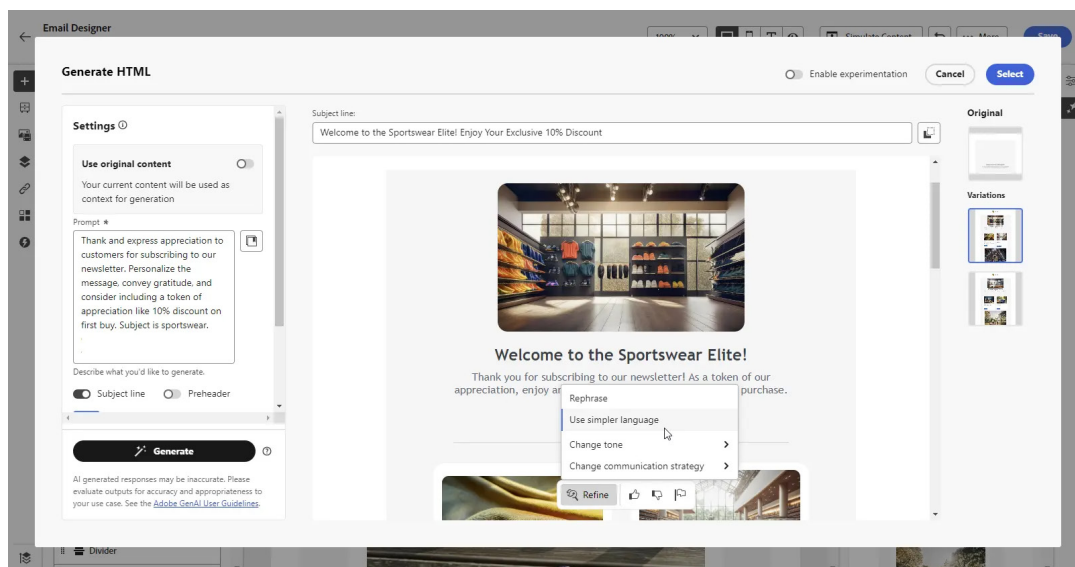 Email Designer
100%
Simulate Content
More
Save
Generate HTML
Enable experimentation
Cancel
Select
Settings
Use original content
Your current content will be used as
context for generation
Prompt *
Thank and express appreciation to
customers for subscribing to our
newsletter. Personalize the
message, convey gratitude, and
consider including a token of
appreciation like 10% discount on
first buy. Subject is sportswear.
Describe what you'd like to generate.
Subject line
Preheader
Generate
AI generated responses may be inaccurate. Please
evaluate outputs for accuracy and appropriateness to
your use case. See the Adobe GenAI User Guidelines.
Subject line:
Welcome to the Sportswear Elite! Enjoy Your Exclusive 10% Discount
Welcome to the Sportswear Elite!
Thank you for subscribing to our newsletter! As a token of our
appreciation, enjoy purchase.
Rephrase
Use simpler language
Change tone
Change communication strategy
Refine
Original
Variations
Divider